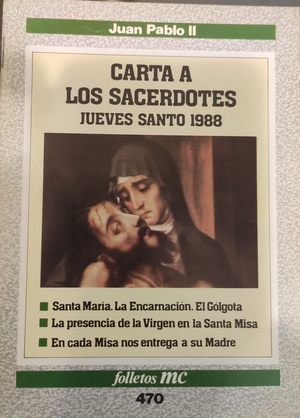 Juan Pablo II
CARTA A
LOS SACERDOTES
JUEVES SANTO 1988
Santa María. La Encarnación. El Gólgota
La presencia de la Virgen en la Santa Misa
En cada Misa nos entrega a su Madre
folletos mc
470